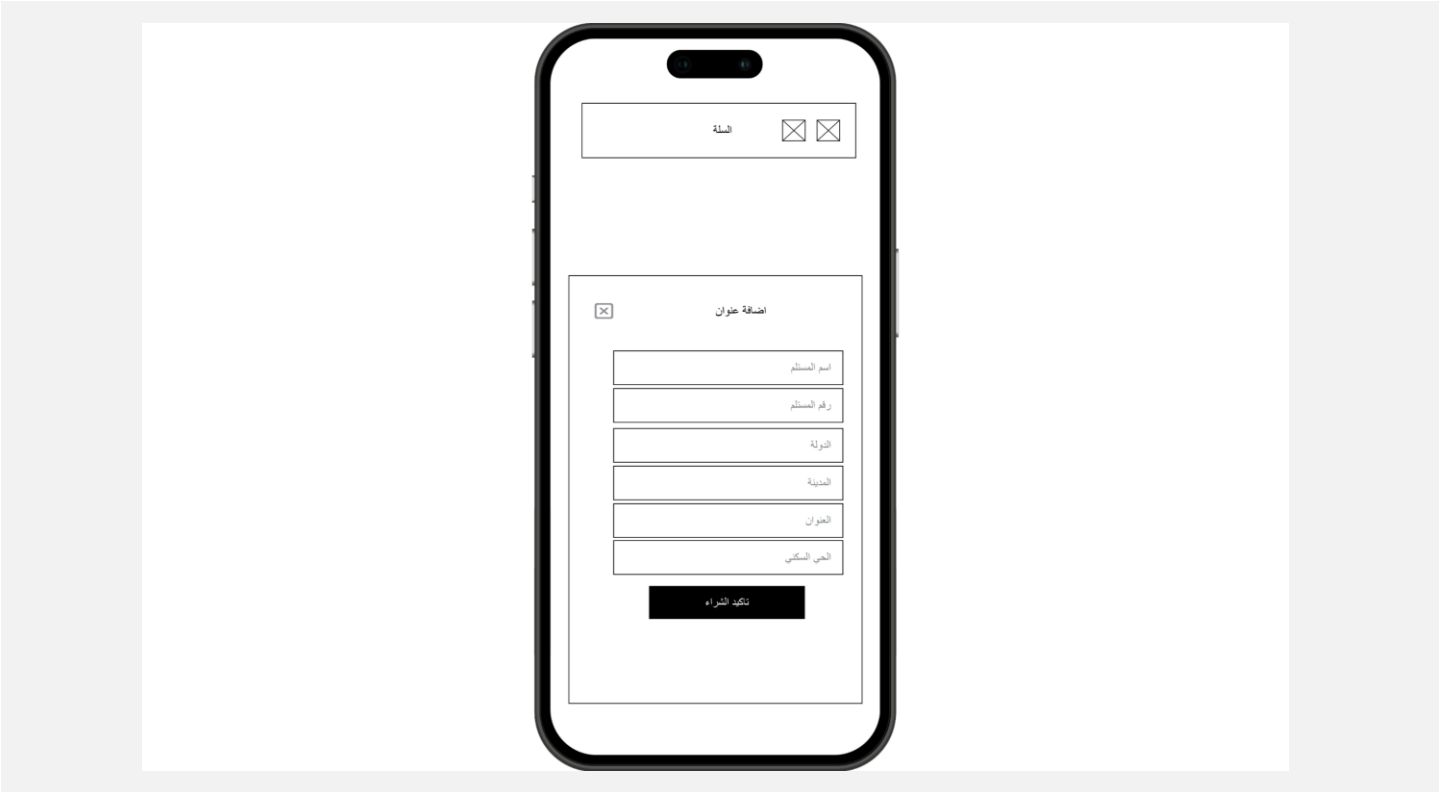 السلة
اضافة عنوان
اسم المستلم
رقم المستلم
الدولة
المدينة
العنوان
الحي السكني
تاكيد الشراء